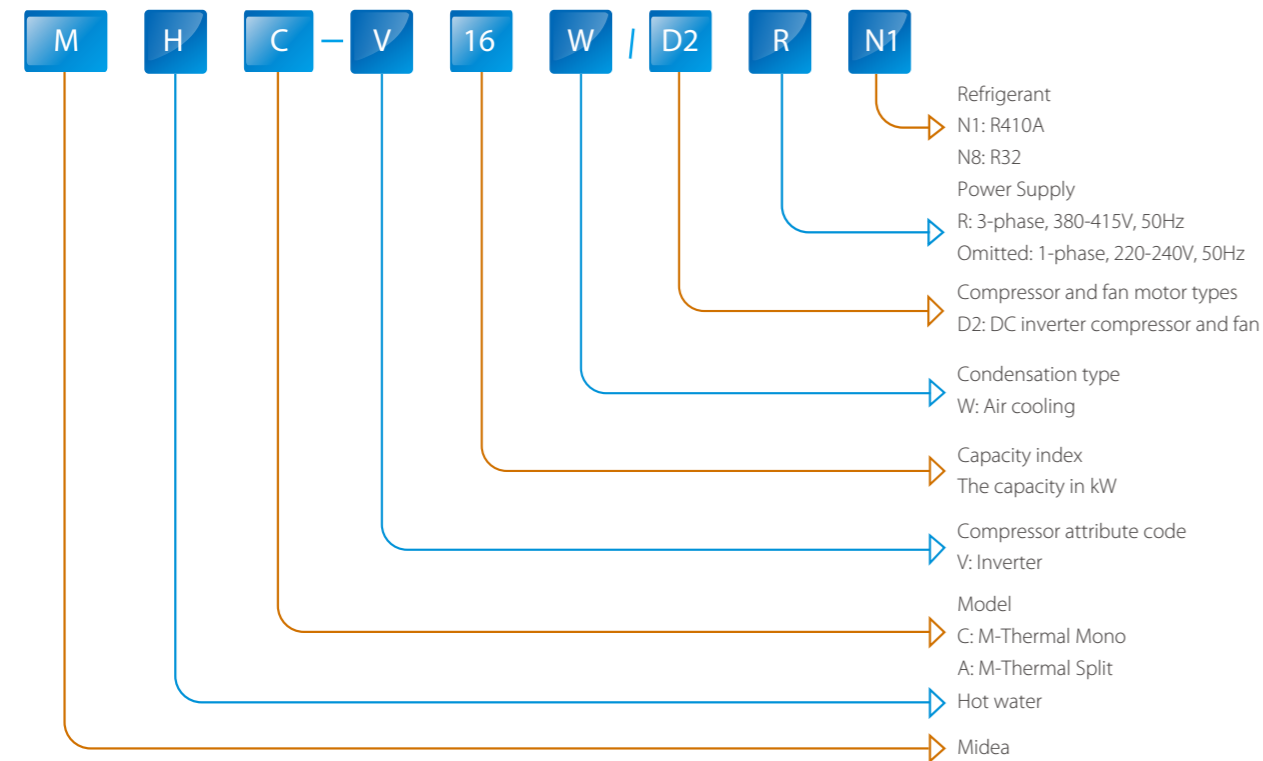 M H C – V 16 W / D2 R N1
Refrigerant
N1: R410A
N8: R32
Power Supply
R: 3-phase, 380-415V, 50Hz
Omitted: 1-phase, 220-240V, 50Hz
Compressor and fan motor types
D2: DC inverter compressor and fan
Condensation type
W: Air cooling
Capacity index
The capacity in kW
Compressor attribute code
V: Inverter
Model
C: M-Thermal Mono
A: M-Thermal Split
Hot water
Midea